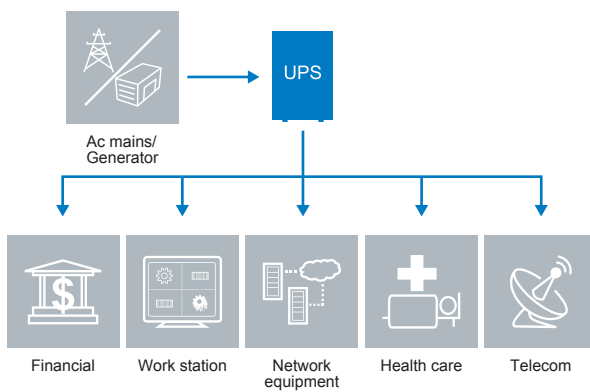 UPS
Ac mains/
Generator
Financial
Work station
Network
equipment
Health care
Telecom
$